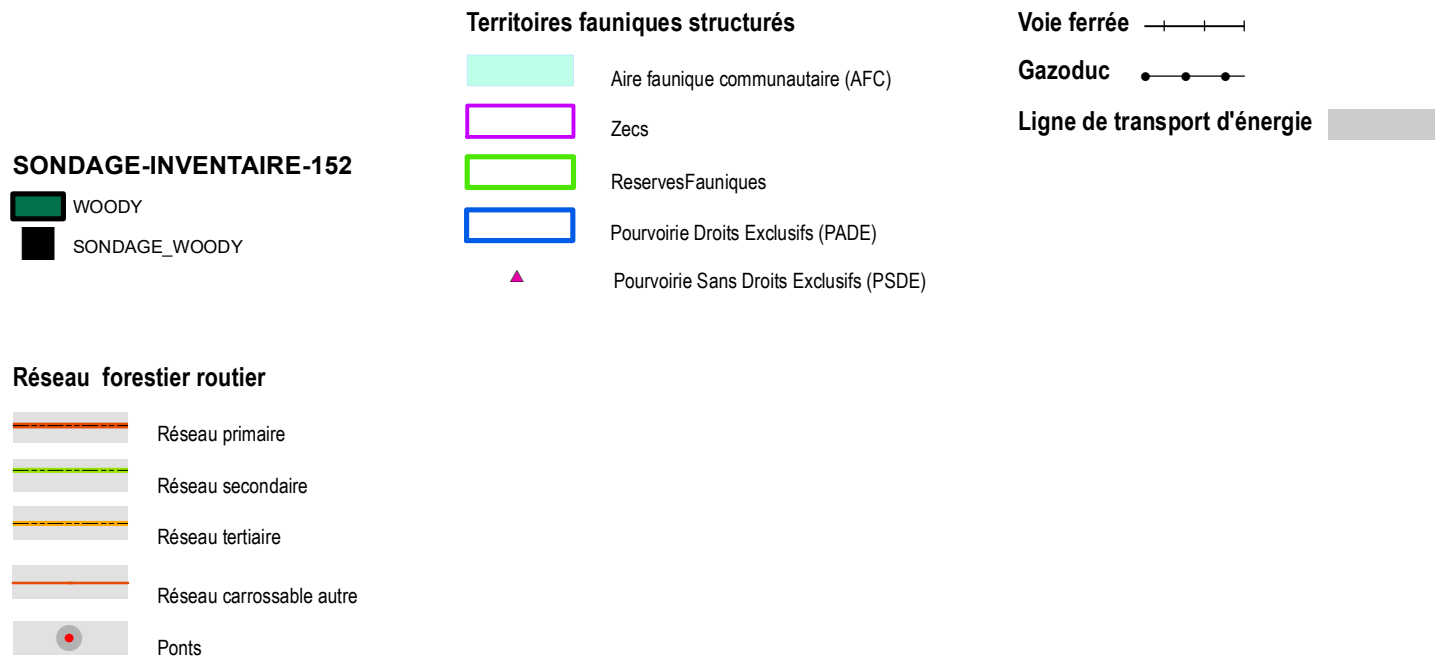 SONDAGE-INVENTAIRE-152
WOODY
SONDAGE_WOODY
Territoires fauniques structurés
Aire faunique communautaire (AFC)
Zecs
ReservesFauniques
Pourvoirie Droits Exclusifs (PADE)
Pourvoirie Sans Droits Exclusifs (PSDE)
Voie ferrée
Gazoduc
Ligne de transport d'énergie
Réseau forestier routier
Réseau primaire
Réseau secondaire
Réseau tertiaire
Réseau carrossable autre
Ponts